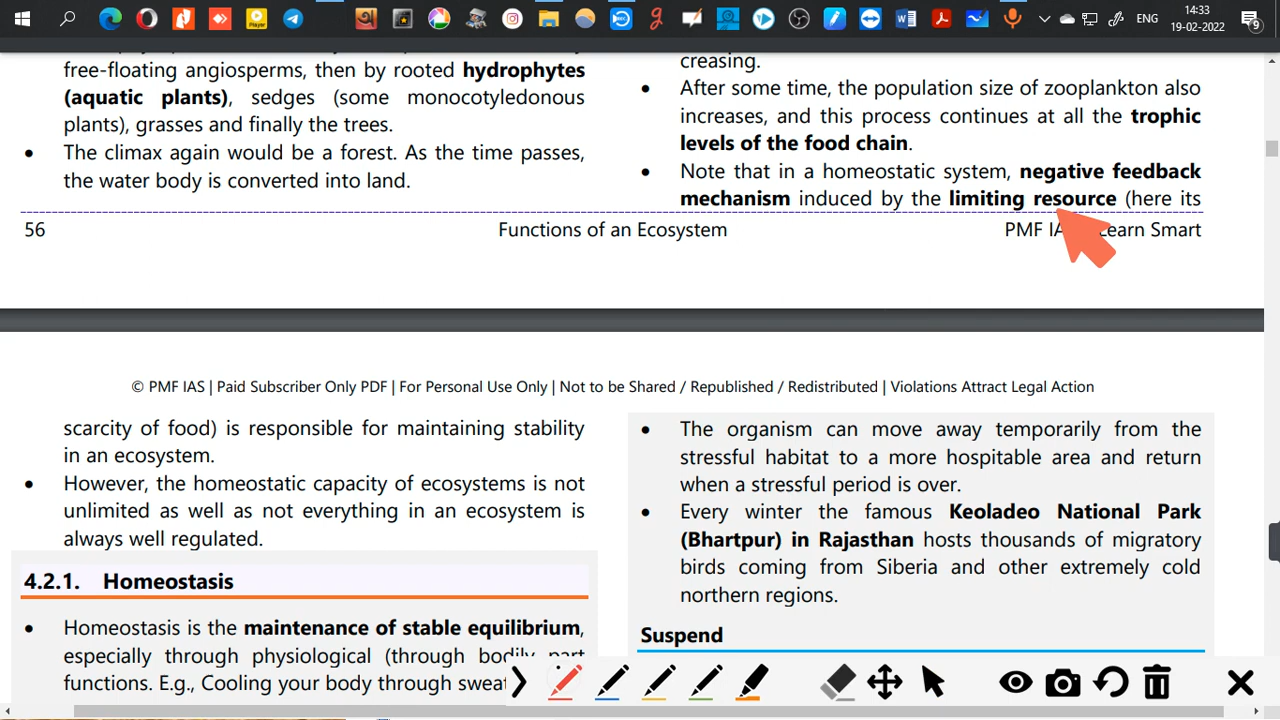 14:33
ENG
19-02-2022
9
Player
free-floating angiosperms, then by rooted hydrophytes
(aquatic plants), sedges (some monocotyledonous
plants), grasses and finally the trees.
• The climax again would be a forest. As the time passes,
the water body is converted into land.
creasing.
• After some time, the population size of zooplankton also
increases, and this process continues at all the trophic
levels of the food chain.
• Note that in a homeostatic system, negative feedback
mechanism induced by the limiting resource (here its
56 Functions of an Ecosystem PMF IA Learn Smart
© PMF IAS | Paid Subscriber Only PDF | For Personal Use Only | Not to be Shared / Republished / Redistributed | Violations Attract Legal Action
scarcity of food) is responsible for maintaining stability
in an ecosystem.
• However, the homeostatic capacity of ecosystems is not
unlimited as well as not everything in an ecosystem is
always well regulated.
4.2.1. Homeostasis
• Homeostasis is the maintenance of stable equilibrium,
especially through physiological (through bodily part
functions. E.g., Cooling your body through sweat
• The organism can move away temporarily from the
stressful habitat to a more hospitable area and return
when a stressful period is over.
• Every winter the famous Keoladeo National Park
(Bhartpur) in Rajasthan hosts thousands of migratory
birds coming from Siberia and other extremely cold
northern regions.
Suspend